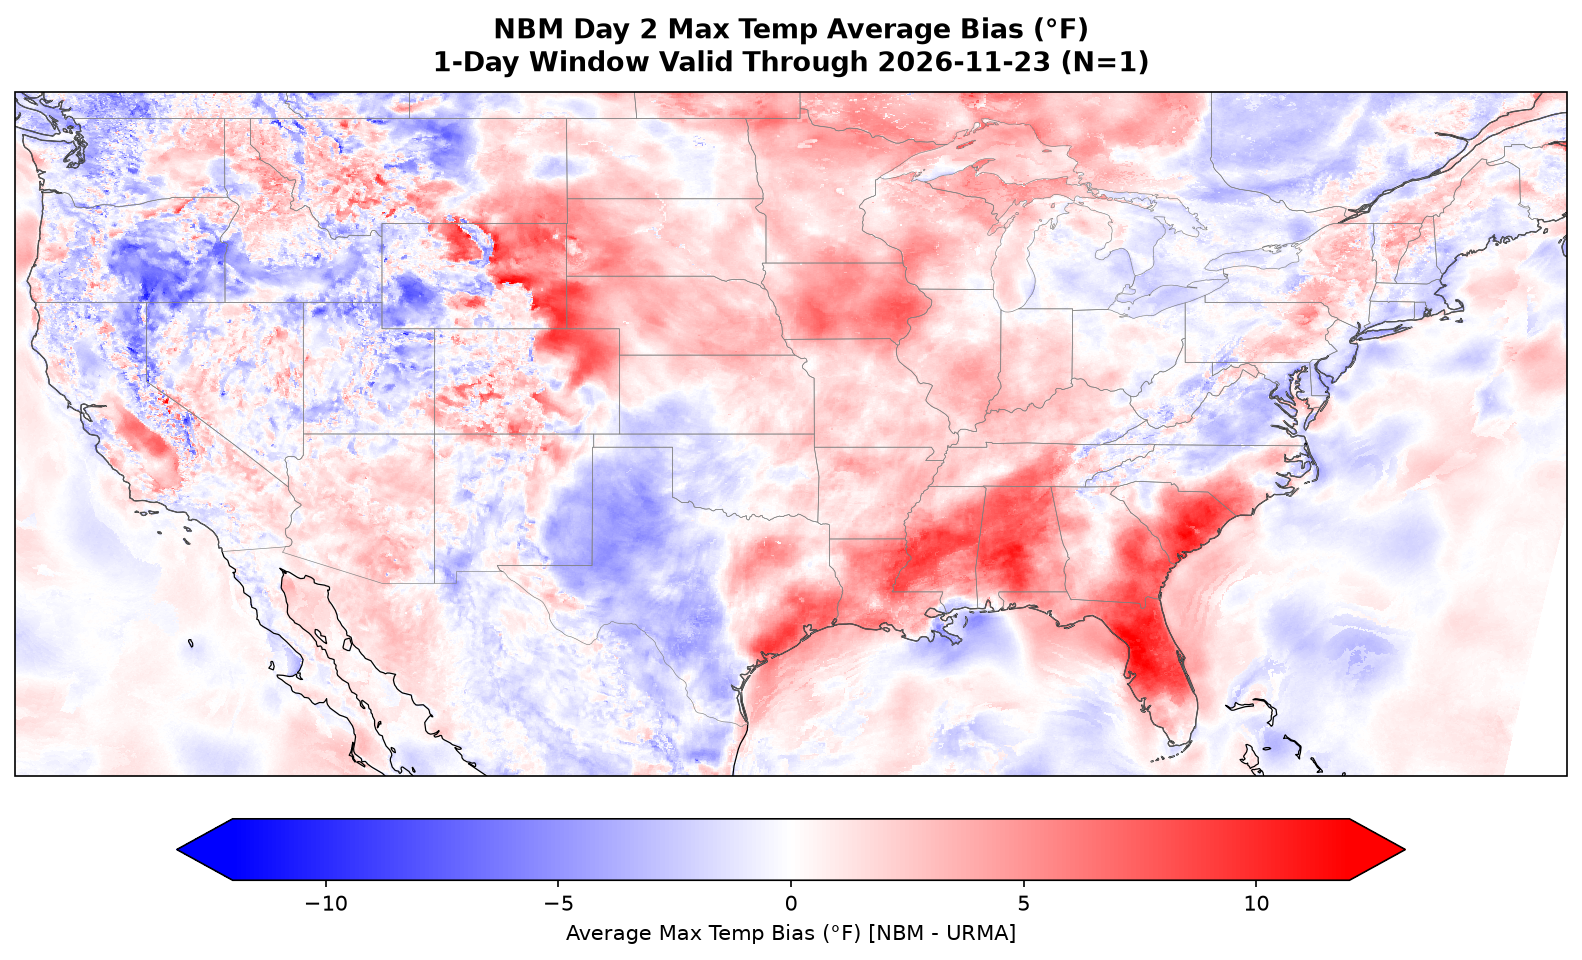 NBM Day 2 Max Temp Average Bias (°F)
1-Day Window Valid Through 2026-11-23 (N=1)
−10 −5 0 5 10
Average Max Temp Bias (°F) [NBM - URMA]